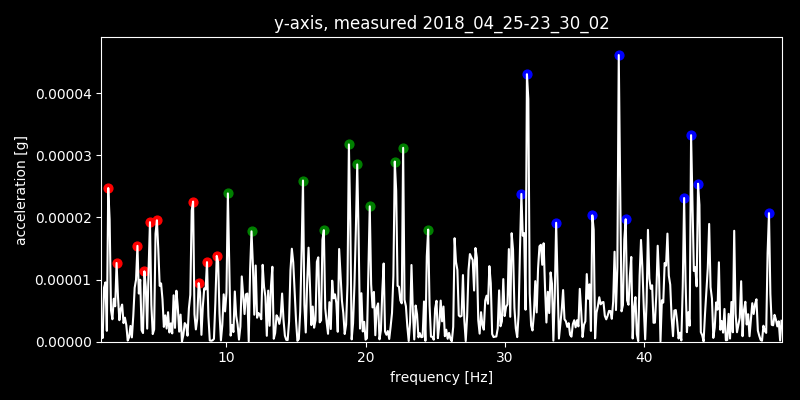 y-axis, measured 2018_04_25-23_30_02
acceleration [g]
0.00004
0.00003
0.00002
0.00001
0.00000
10 20 30 40
frequency [Hz]